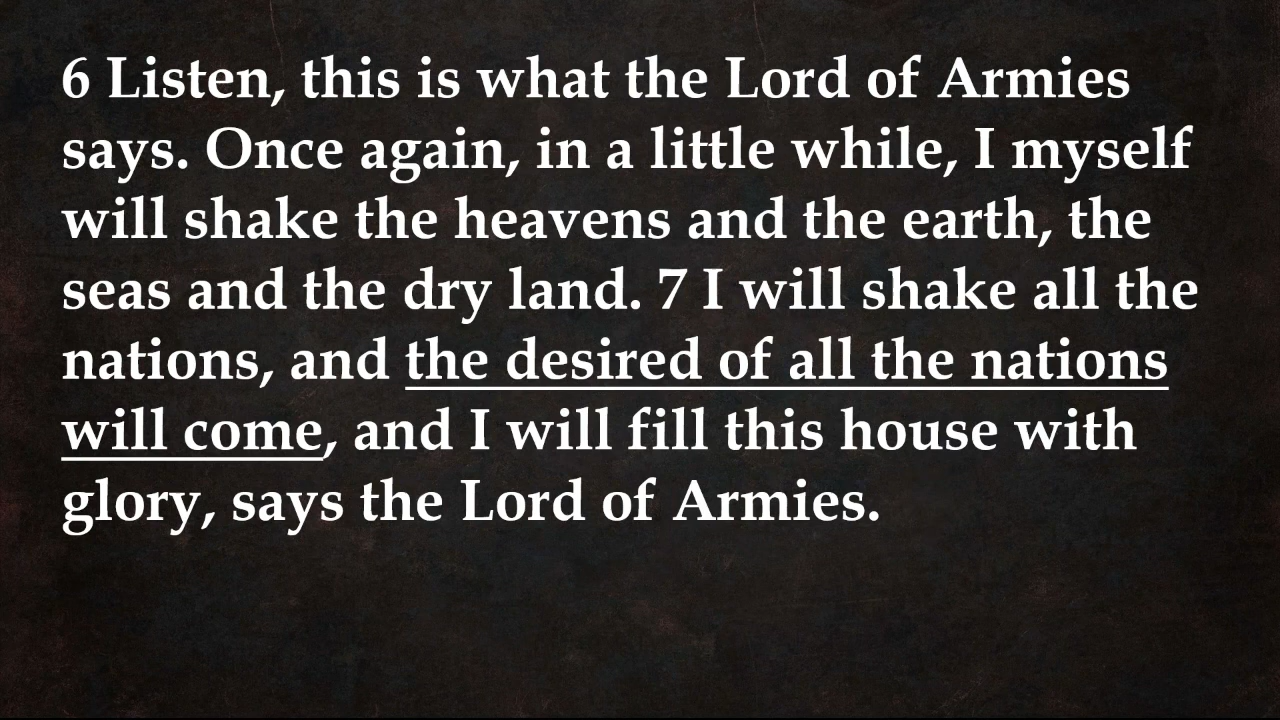 6 Listen, this is what the Lord of Armies
says. Once again, in a little while, I myself
will shake the heavens and the earth, the
seas and the dry land. 7 I will shake all the
nations, and the desired of all the nations
will come, and I will fill this house with
glory, says the Lord of Armies.